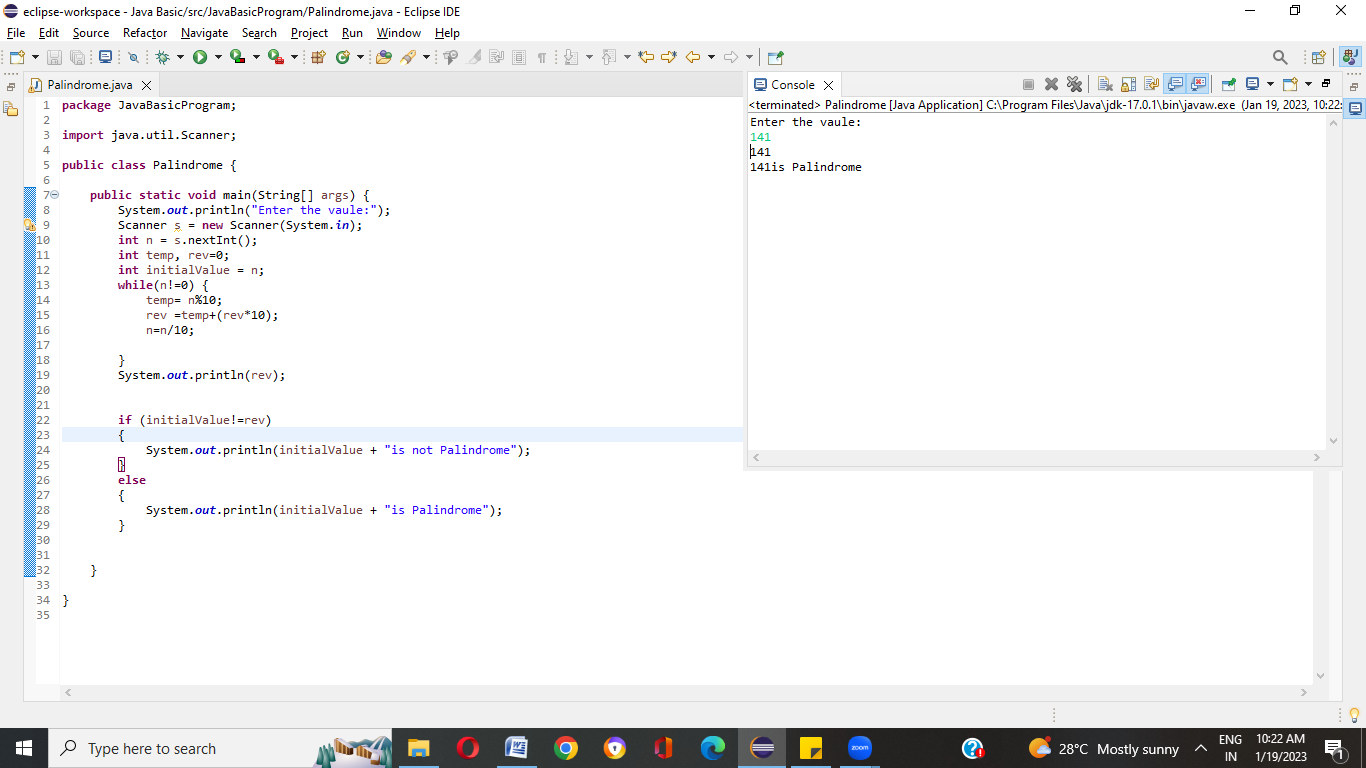 eclipse-workspace - Java Basic/src/JavaBasicProgram/Palindrome.java - Eclipse IDE
File Edit Source Refactor Navigate Search Project Run Window Help
Palindrome.java
1 package JavaBasicProgram;
2
3 import java.util.Scanner;
4
5 public class Palindrome {
6
7 public static void main(String[] args) {
8 System.out.println("Enter the vaule:");
9 Scanner s = new Scanner(System.in);
10 int n = s.nextInt();
11 int temp, rev=0;
12 int initialValue = n;
13 while(n!=0) {
14 temp= n%10;
15 rev =temp+(rev*10);
16 n=n/10;
17
18 }
19 System.out.println(rev);
20
21
22 if (initialValue!=rev)
23 {
24 System.out.println(initialValue + "is not Palindrome");
25 }
26 else
27 {
28 System.out.println(initialValue + "is Palindrome");
29 }
30
31
32 }
33
34 }
35
Console
<terminated> Palindrome [Java Application] C:\Program Files\Java\jdk-17.0.1\bin\javaw.exe (Jan 19, 2023, 10:22:
Enter the vaule:
141
141
141is Palindrome
Type here to search
W
zoom
28°C Mostly sunny
ENG
IN
10:22 AM
1/19/2023
1